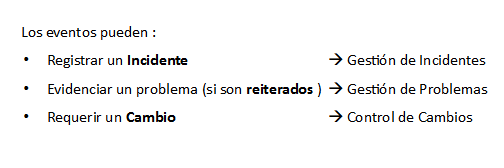 Los eventos pueden :
• Registrar un Incidente → Gestión de Incidentes
• Evidenciar un problema (si son reiterados ) → Gestión de Problemas
• Requerir un Cambio → Control de Cambios